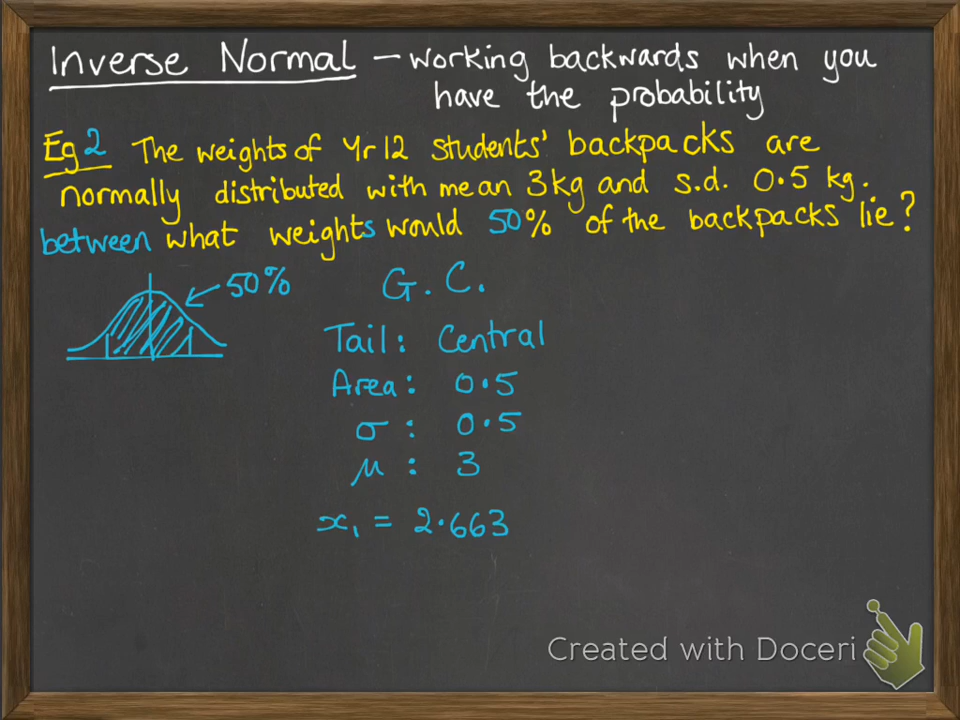 Inverse Normal – working backwards when you
have the probability
Eg 2 The weights of Yr 12 students' backpacks are
normally distributed with mean 3kg and s.d. 0.5 kg.
between what weights would 50% of the backpacks lie?
50%
G.C.
Tail: Central
Area: 0.5
σ : 0.5
μ : 3
x₁ = 2.663
Created with Doceri